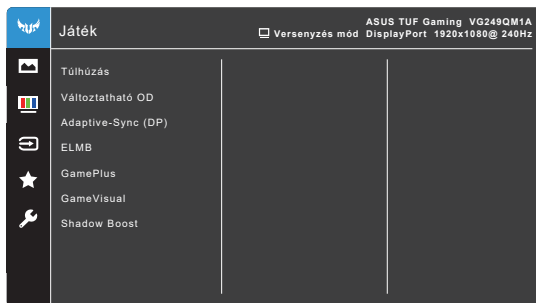 ASUS TUF Gaming VG249QM1A
Játék
Versenyzés mód DisplayPort 1920x1080@ 240Hz
Túlhúzás
Változtatható OD
Adaptive-Sync (DP)
ELMB
GamePlus
GameVisual
Shadow Boost